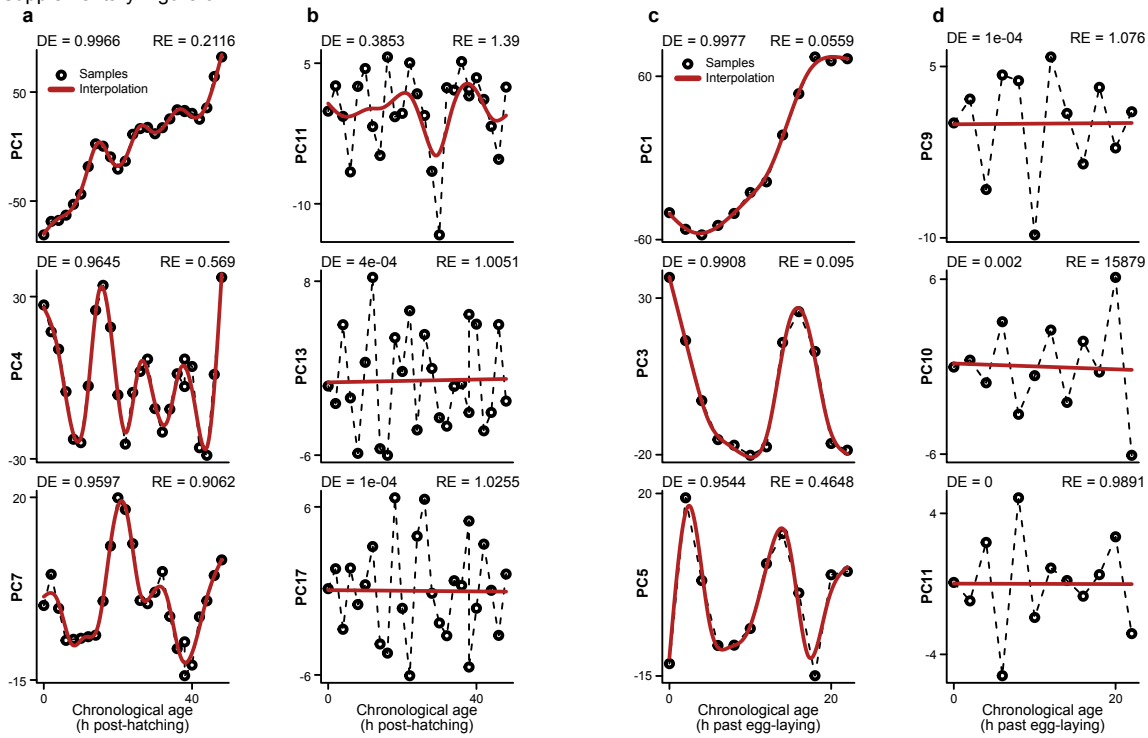 a b c d
DE = 0.9966 RE = 0.2116
Samples
Interpolation
50
-50
PC1
DE = 0.9645 RE = 0.569
30
-30
PC4
DE = 0.9597 RE = 0.9062
20
-15
PC7
0 40
Chronological age
(h post-hatching)
DE = 0.3853 RE = 1.39
5
-10
PC11
DE = 4e-04 RE = 1.0051
8
-6
PC13
DE = 1e-04 RE = 1.0255
6
-6
PC17
0 40
Chronological age
(h post-hatching)
DE = 0.9977 RE = 0.0559
Samples
Interpolation
60
-60
PC1
DE = 0.9908 RE = 0.095
30
-20
PC3
DE = 0.9544 RE = 0.4648
20
-15
PC5
0 20
Chronological age
(h past egg-laying)
DE = 1e-04 RE = 1.076
5
-10
PC9
DE = 0.002 RE = 15879
6
-6
PC10
DE = 0 RE = 0.9891
4
-4
PC11
0 20
Chronological age
(h past egg-laying)